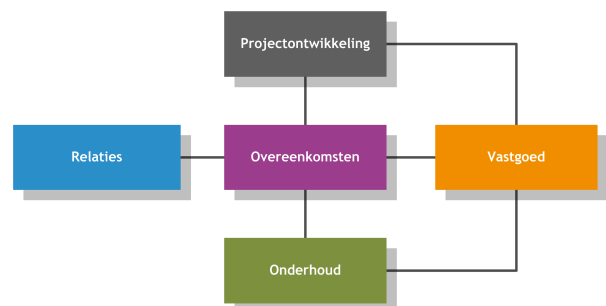 Projectontwikkeling
Relaties
Overeenkomsten
Vastgoed
Onderhoud